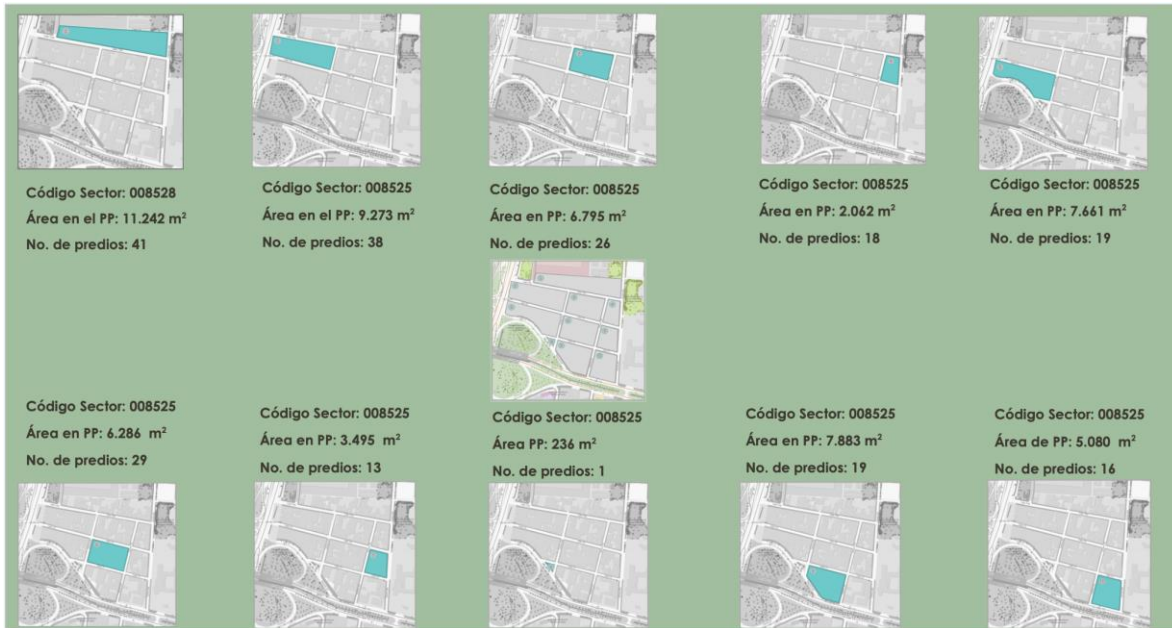 Código Sector: 008528
Área en el PP: 11.242 m²
No. de predios: 41
Código Sector: 008525
Área en el PP: 9.273 m²
No. de predios: 38
Código Sector: 008525
Área en PP: 6.795 m²
No. de predios: 26
Código Sector: 008525
Área en PP: 2.062 m²
No. de predios: 18
Código Sector: 008525
Área en PP: 7.661 m²
No. de predios: 19
Código Sector: 008525
Área en PP: 6.286 m²
No. de predios: 29
Código Sector: 008525
Área en PP: 3.495 m²
No. de predios: 13
Código Sector: 008525
Área PP: 236 m²
No. de predios: 1
Código Sector: 008525
Área en PP: 7.883 m²
No. de predios: 19
Código Sector: 008525
Área de PP: 5.080 m²
No. de predios: 16